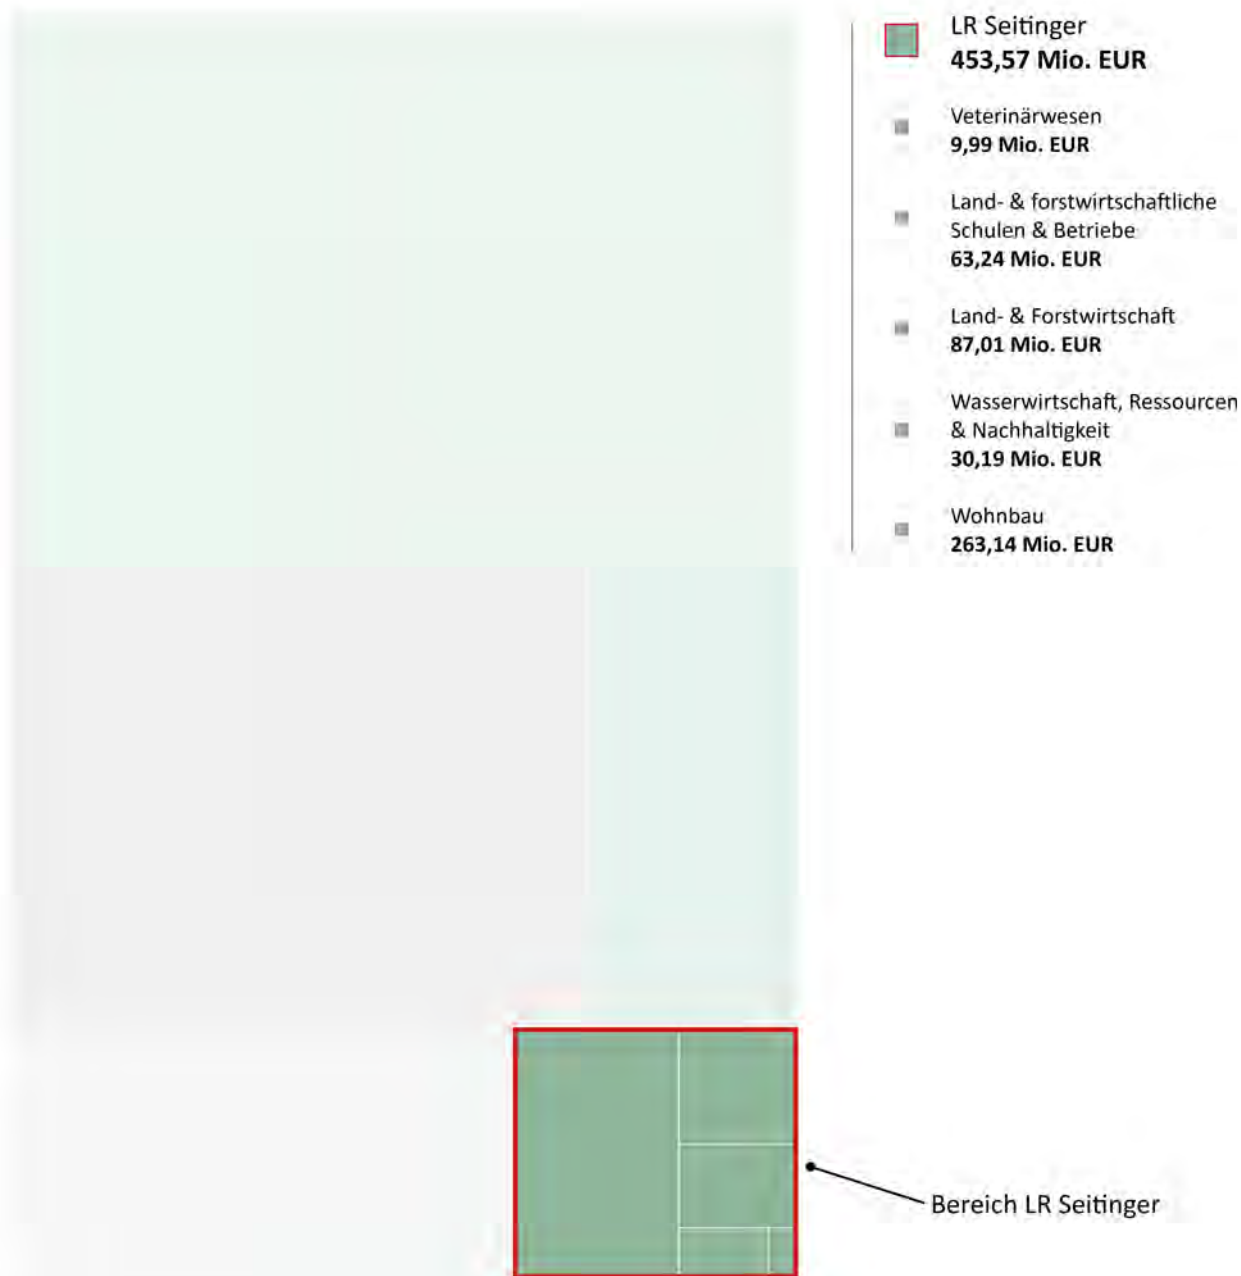 LR Seitinger
453,57 Mio. EUR
Veterinärwesen
9,99 Mio. EUR
Land- & forstwirtschaftliche
Schulen & Betriebe
63,24 Mio. EUR
Land- & Forstwirtschaft
87,01 Mio. EUR
Wasserwirtschaft, Ressourcen
& Nachhaltigkeit
30,19 Mio. EUR
Wohnbau
263,14 Mio. EUR
Bereich LR Seitinger